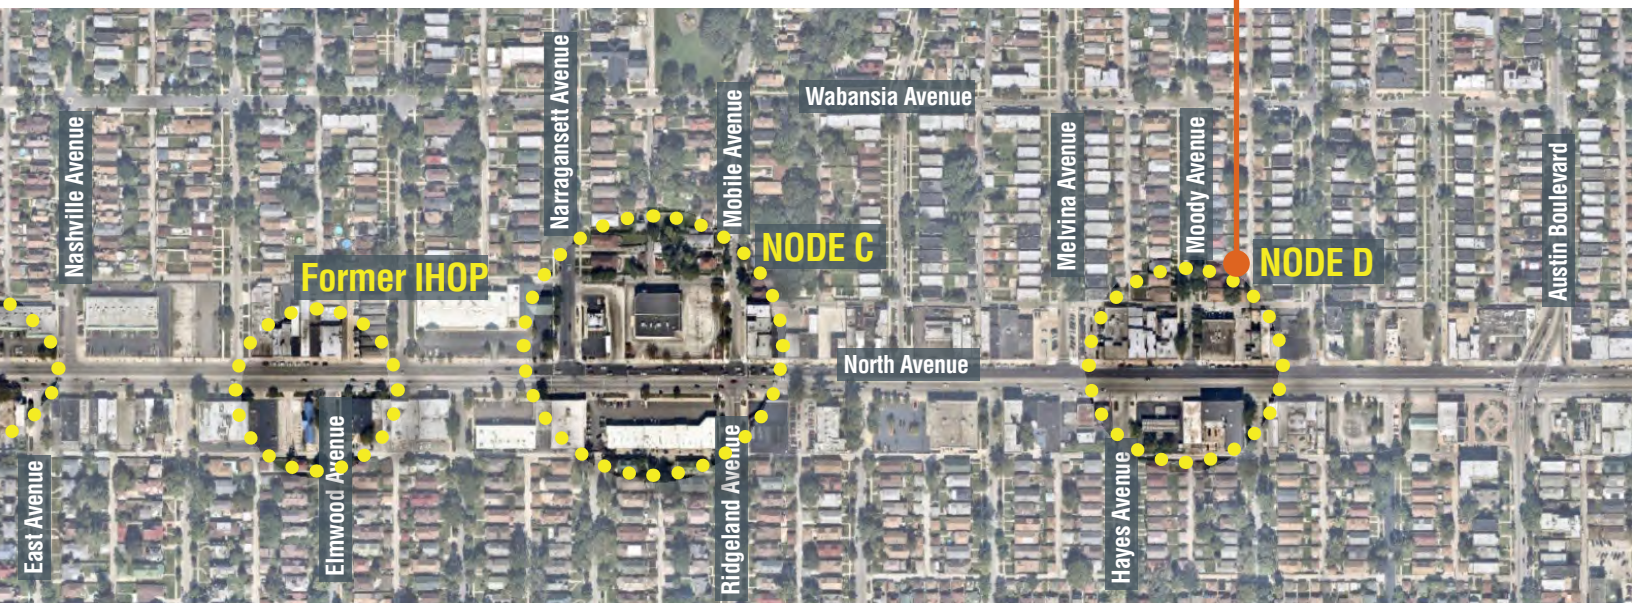 Wabansia Avenue
Nashville Avenue
Narragansett Avenue
Mobile Avenue
Melvina Avenue
Moody Avenue
Austin Boulevard
Former IHOP
NODE C
NODE D
North Avenue
East Avenue
Elmwood Avenue
Ridgeland Avenue
Hayes Avenue